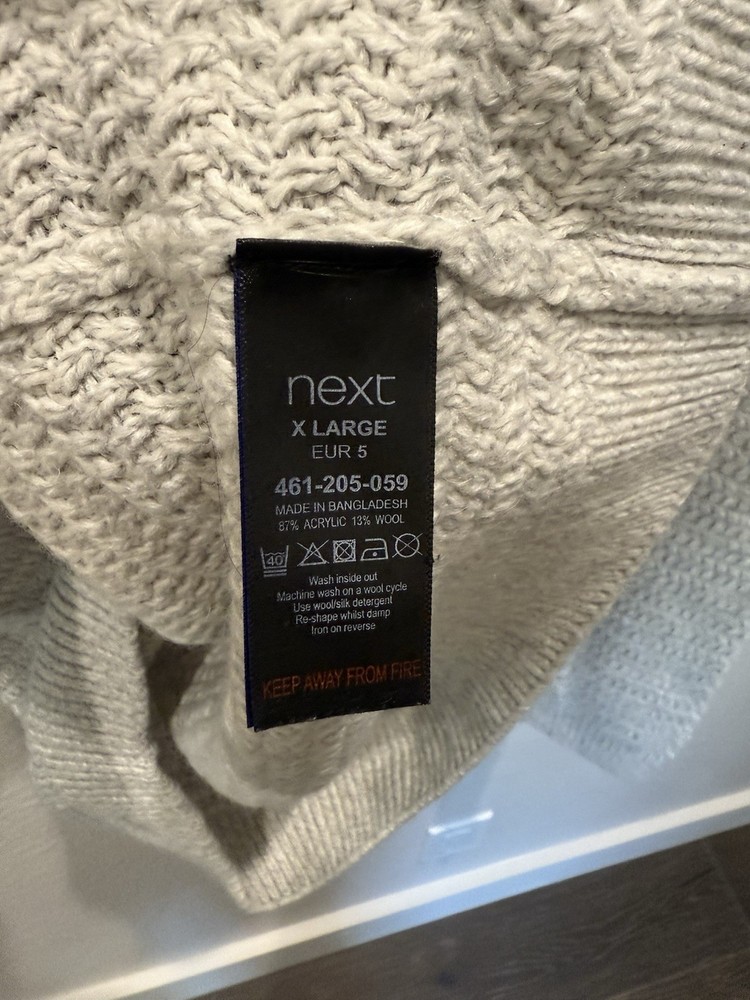 next
X LARGE
EUR 5
461-205-059
MADE IN BANGLADESH
87% ACRYLIC 13% WOOL
40
Wash inside out
Machine wash on a wool cycle
Use wool/silk detergent
Re-shape whilst damp
Iron on reverse
KEEP AWAY FROM FIRE